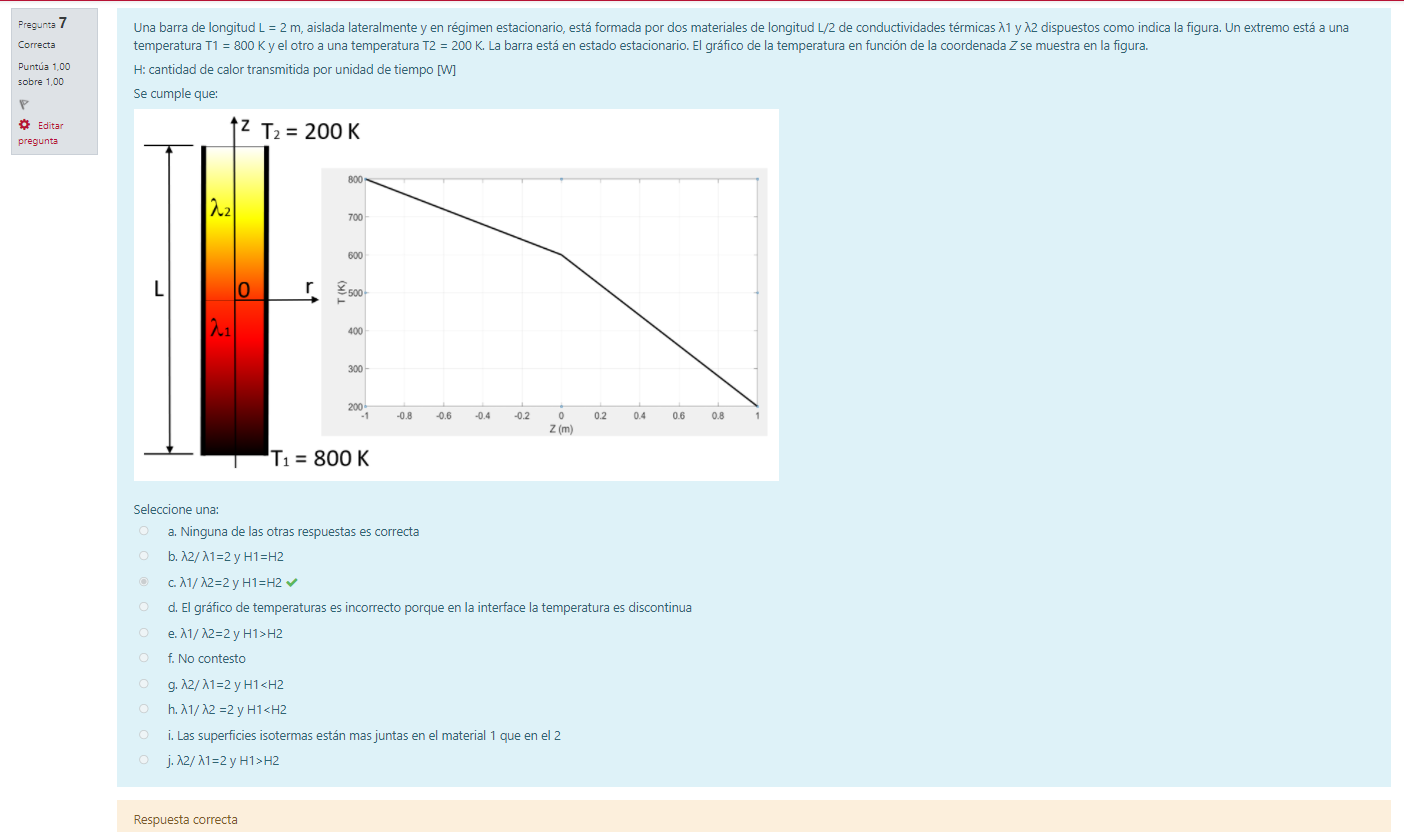 Pregunta 7
Correcta
Puntúa 1,00
sobre 1,00
Editar
pregunta
Una barra de longitud L = 2 m, aislada lateralmente y en régimen estacionario, está formada por dos materiales de longitud L/2 de conductividades térmicas λ1 y λ2 dispuestos como indica la figura. Un extremo está a una
temperatura T1 = 800 K y el otro a una temperatura T2 = 200 K. La barra está en estado estacionario. El gráfico de la temperatura en función de la coordenada Z se muestra en la figura.
H: cantidad de calor transmitida por unidad de tiempo [W]
Se cumple que:
z T₂ = 200 K
λ₂
L
0
r
λ₁
T₁ = 800 K
800
700
600
500
400
300
200
T (K)
-1 -0.8 -0.6 -0.4 -0.2 0 0.2 0.4 0.6 0.8 1
Z (m)
Seleccione una:
a. Ninguna de las otras respuestas es correcta
b. λ2/ λ1=2 y H1=H2
c. λ1/ λ2=2 y H1=H2
d. El gráfico de temperaturas es incorrecto porque en la interface la temperatura es discontinua
e. λ1/ λ2=2 y H1>H2
f. No contesto
g. λ2/ λ1=2 y H1<H2
h. λ1/ λ2 =2 y H1<H2
i. Las superficies isotermas están mas juntas en el material 1 que en el 2
j. λ2/ λ1=2 y H1>H2
Respuesta correcta